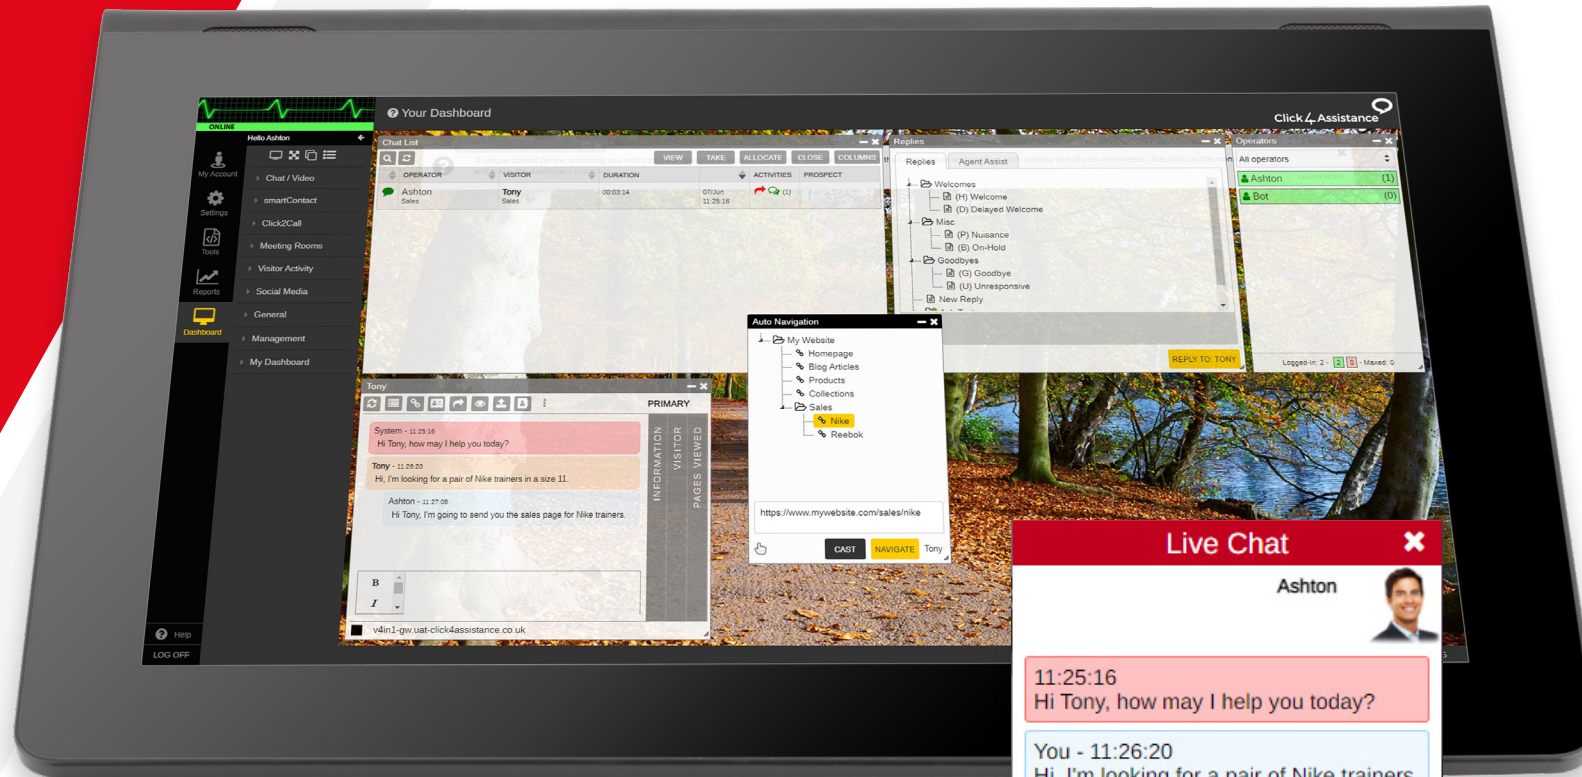 ONLINE
Your Dashboard
Click4Assistance
Hello Ashton
My Account
Settings
Tools
Reports
Dashboard
Help
LOG OFF
Chat / Video
smartContact
Click2Call
Meeting Rooms
Visitor Activity
Social Media
General
Management
My Dashboard
Chat List
VIEW
TAKE
ALLOCATE
CLOSE
COLUMNS
OPERATOR
VISITOR
DURATION
ACTIVITIES
PROSPECT
Ashton
Sales
Tony
Sales
00:03:14
07/Jun
11:25:16
(1)
Replies
Replies
Agent Assist
Welcomes
(H) Welcome
(D) Delayed Welcome
Misc
(P) Nuisance
(B) On-Hold
Goodbyes
(G) Goodbye
(U) Unresponsive
New Reply
REPLY TO: TONY
Operators
All operators
Ashton (1)
Bot (0)
Logged-in: 2 - 2 0 - Maxed: 0
Auto Navigation
My Website
Homepage
Blog Articles
Products
Collections
Sales
Nike
Reebok
https://www.mywebsite.com/sales/nike
CAST
NAVIGATE
Tony
Tony
PRIMARY
System - 11:25:16
Hi Tony, how may I help you today?
Tony - 11:26:20
Hi, I'm looking for a pair of Nike trainers in a size 11.
Ashton - 11:27:08
Hi Tony, I'm going to send you the sales page for Nike trainers.
INFORMATION
VISITOR
PAGES VIEWED
B
I
v4in1-gw.uat-click4assistance.co.uk
Live Chat
Ashton
11:25:16
Hi Tony, how may I help you today?
You - 11:26:20
Hi, I'm looking for a pair of Nike trainers